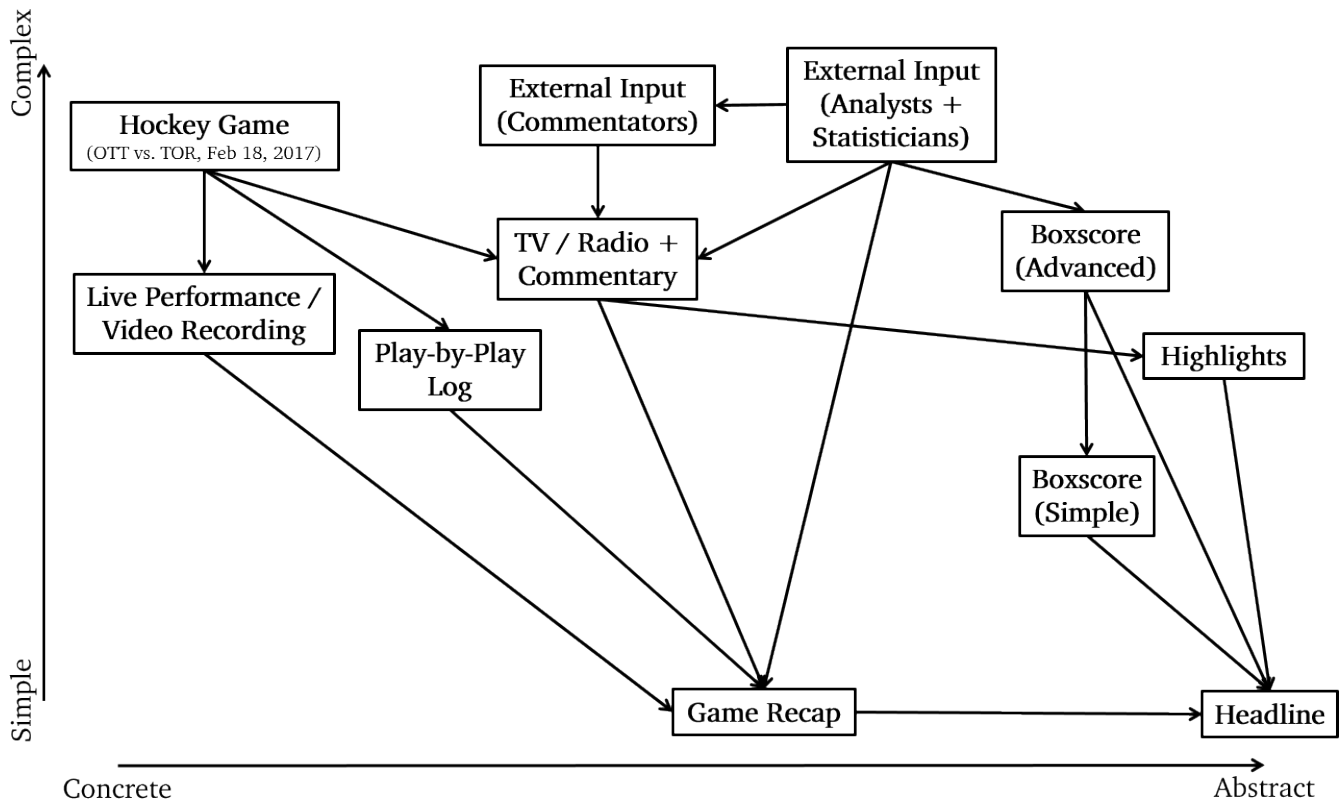 Complex
External Input
(Analysts +
Statisticians)
External Input
(Commentators)
Hockey Game
(OTT vs. TOR, Feb 18, 2017)
TV / Radio +
Commentary
Boxscore
(Advanced)
Live Performance /
Video Recording
Play-by-Play
Log
Highlights
Boxscore
(Simple)
Simple
Game Recap
Headline
Concrete
Abstract